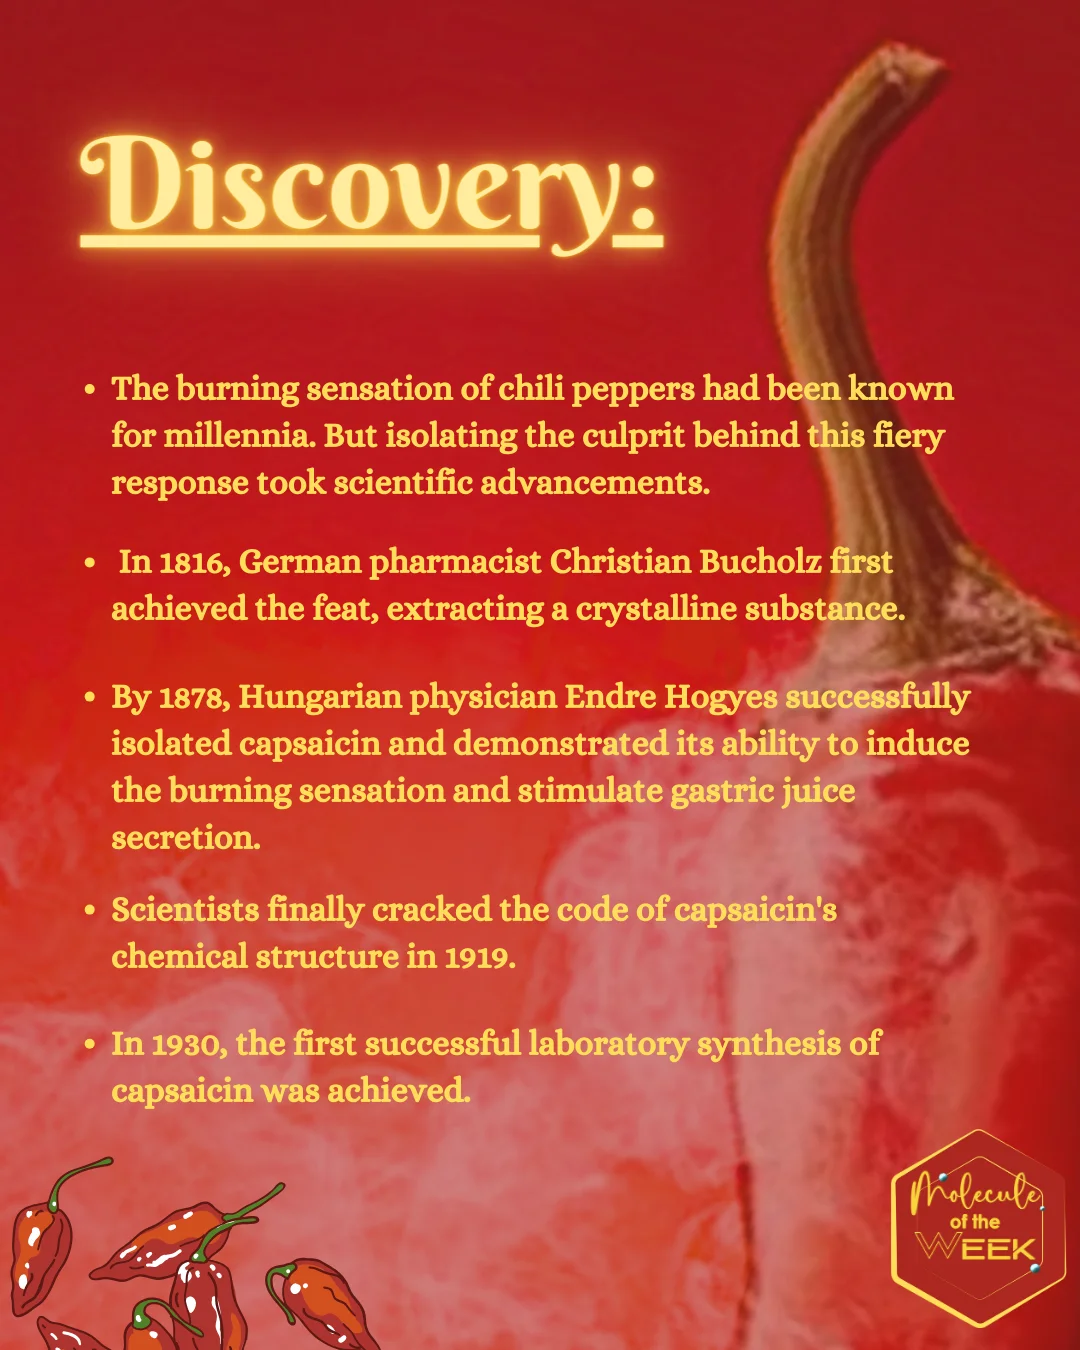 Discovery:
• The burning sensation of chili peppers had been known
for millennia. But isolating the culprit behind this fiery
response took scientific advancements.
• In 1816, German pharmacist Christian Bucholz first
achieved the feat, extracting a crystalline substance.
• By 1878, Hungarian physician Endre Hogyes successfully
isolated capsaicin and demonstrated its ability to induce
the burning sensation and stimulate gastric juice
secretion.
• Scientists finally cracked the code of capsaicin's
chemical structure in 1919.
• In 1930, the first successful laboratory synthesis of
capsaicin was achieved.
Molecule
of the
WEEK